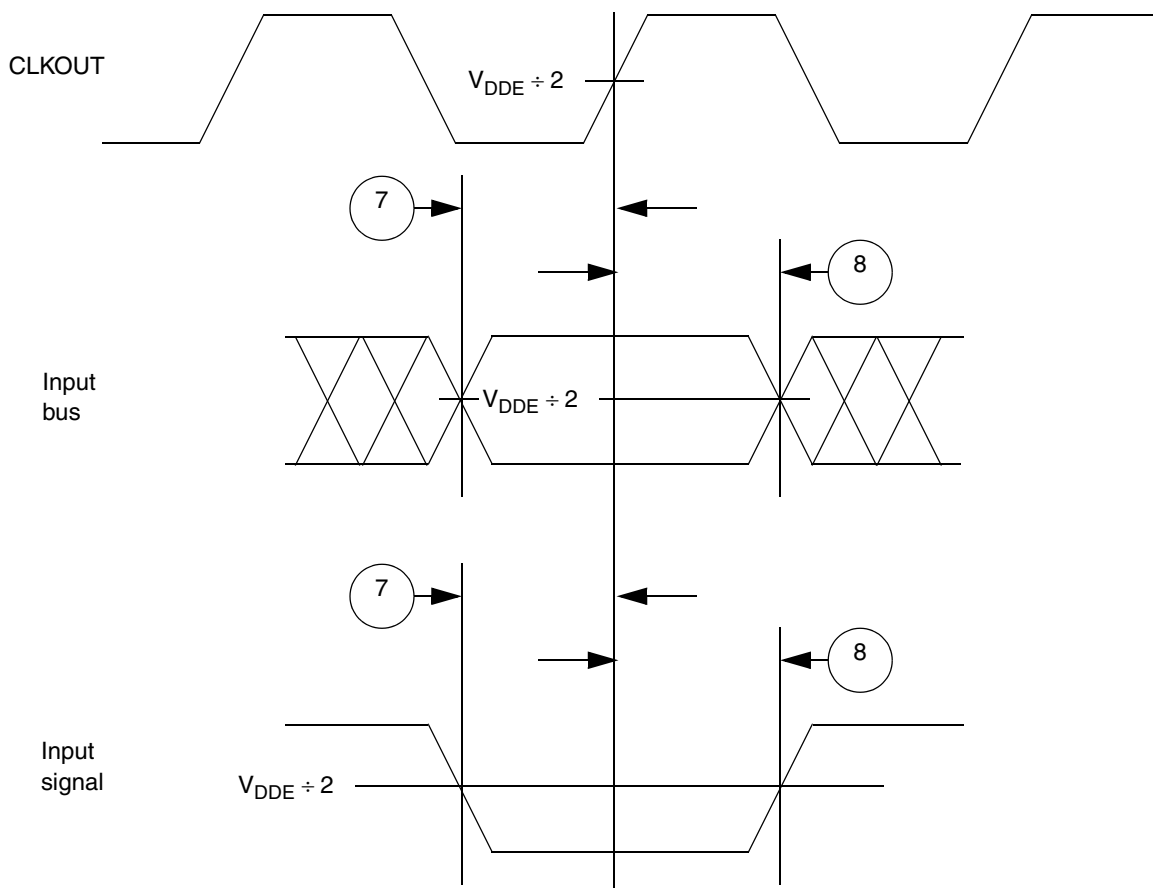 CLKOUT
VDDE ÷ 2
7
8
Input
bus
VDDE ÷ 2
7
8
Input
signal
VDDE ÷ 2